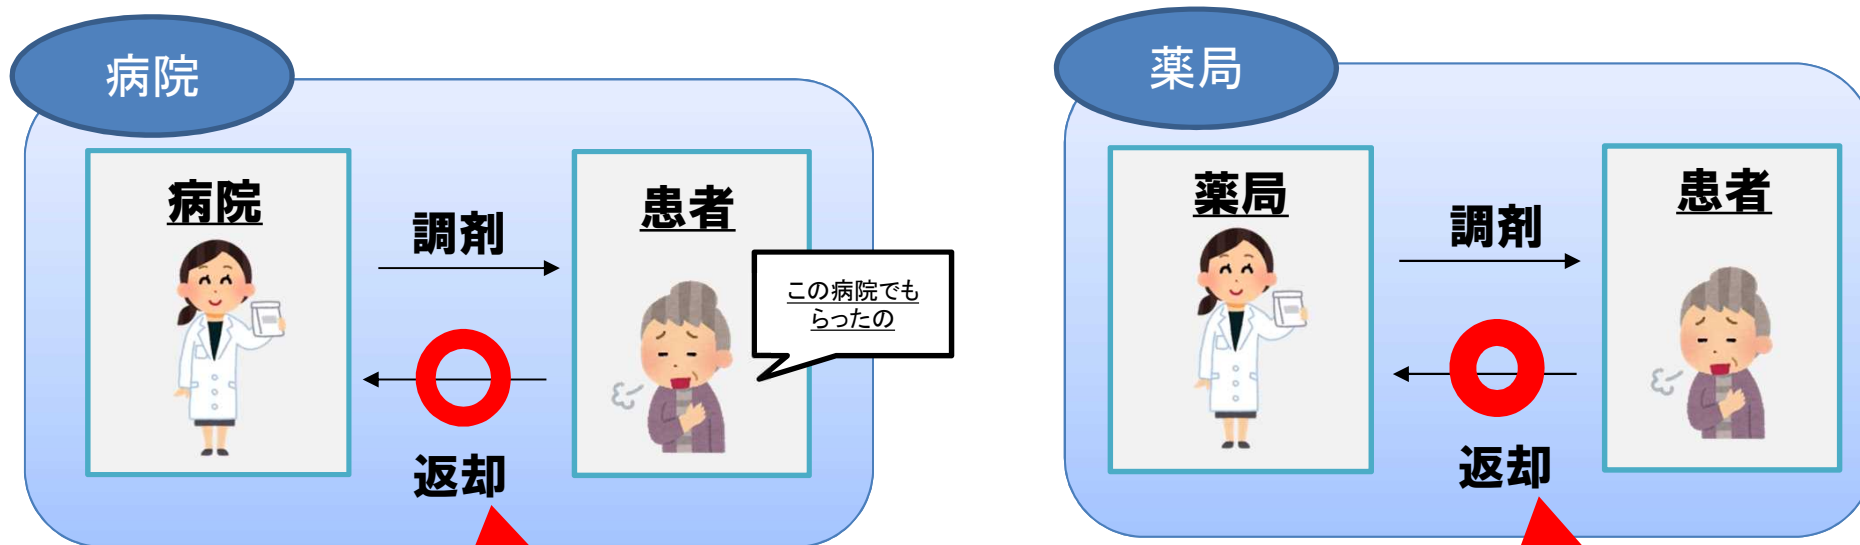 病院
病院
調剤
患者
この病院でも
らったの
返却
薬局
薬局
調剤
患者
返却